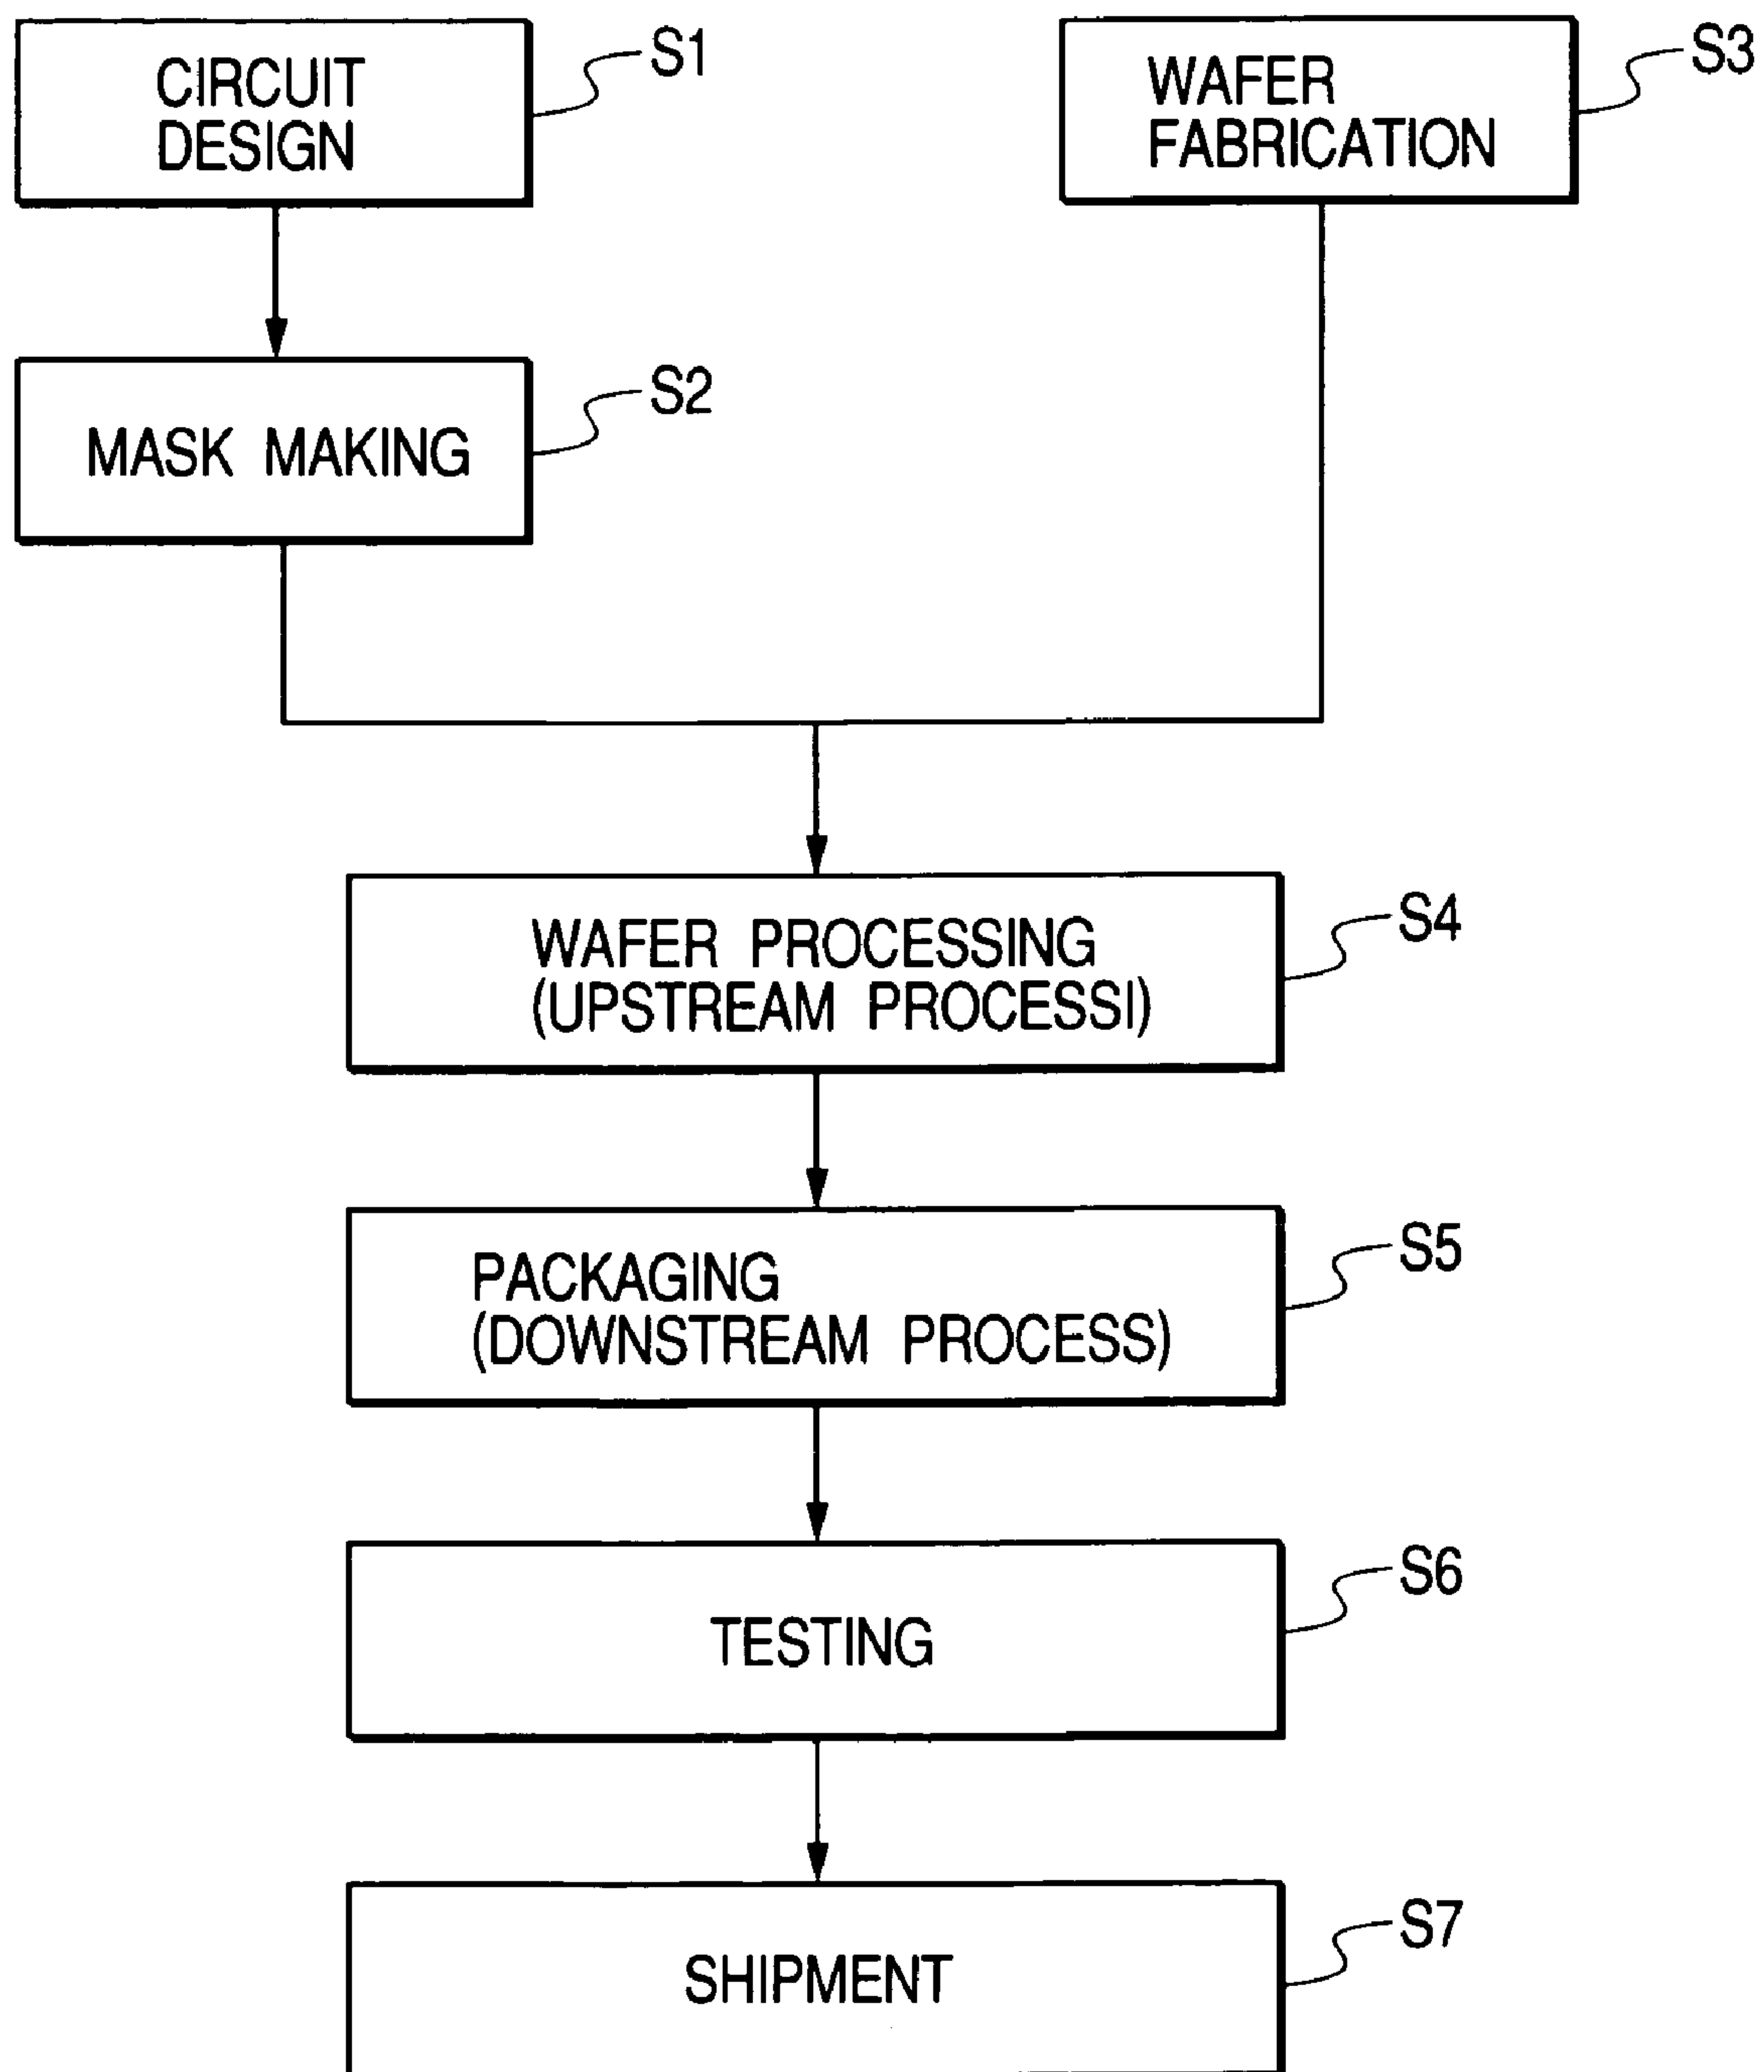 CIRCUIT
DESIGN
S1
WAFER
FABRICATION
S3
MASK MAKING
S2
WAFER PROCESSING
(UPSTREAM PROCESSI)
S4
PACKAGING
(DOWNSTREAM PROCESS)
S5
TESTING
S6
SHIPMENT
S7